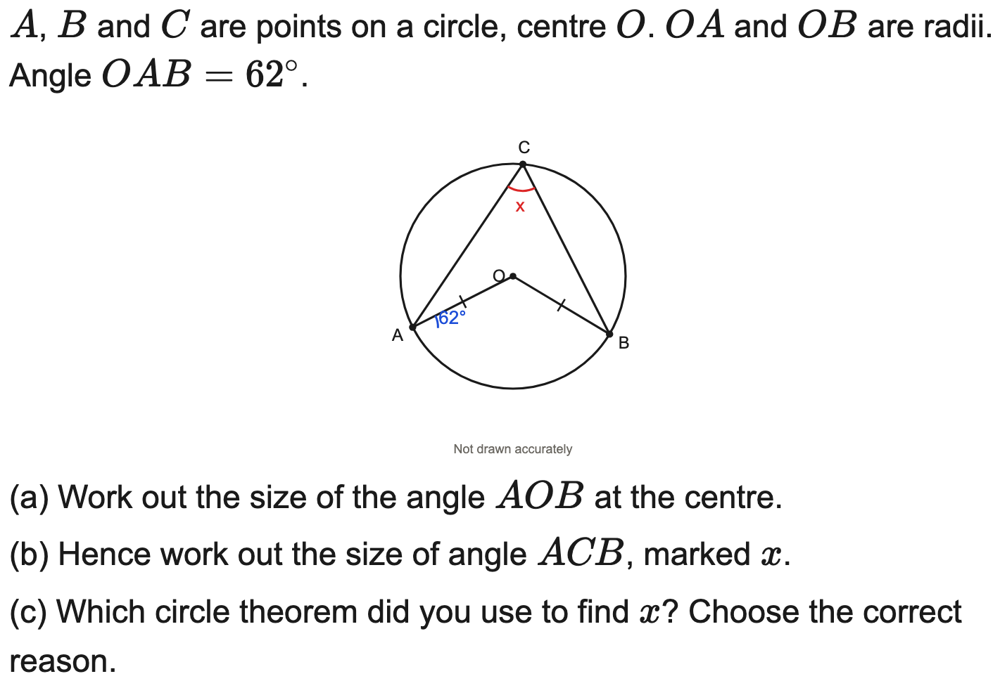 A, B and C are points on a circle, centre O. OA and OB are radii.
Angle OAB = 62°.
C
x
O
62°
A
B
Not drawn accurately
(a) Work out the size of the angle AOB at the centre.
(b) Hence work out the size of angle ACB, marked x.
(c) Which circle theorem did you use to find x? Choose the correct
reason.